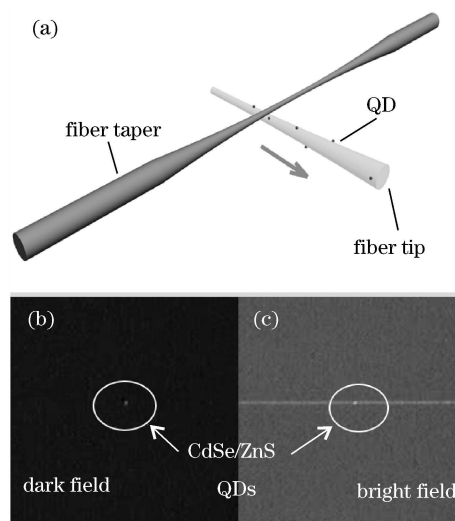 (a)
QD
fiber taper
fiber tip
(b)
(c)
CdSe/ZnS
dark field
QDs
bright field